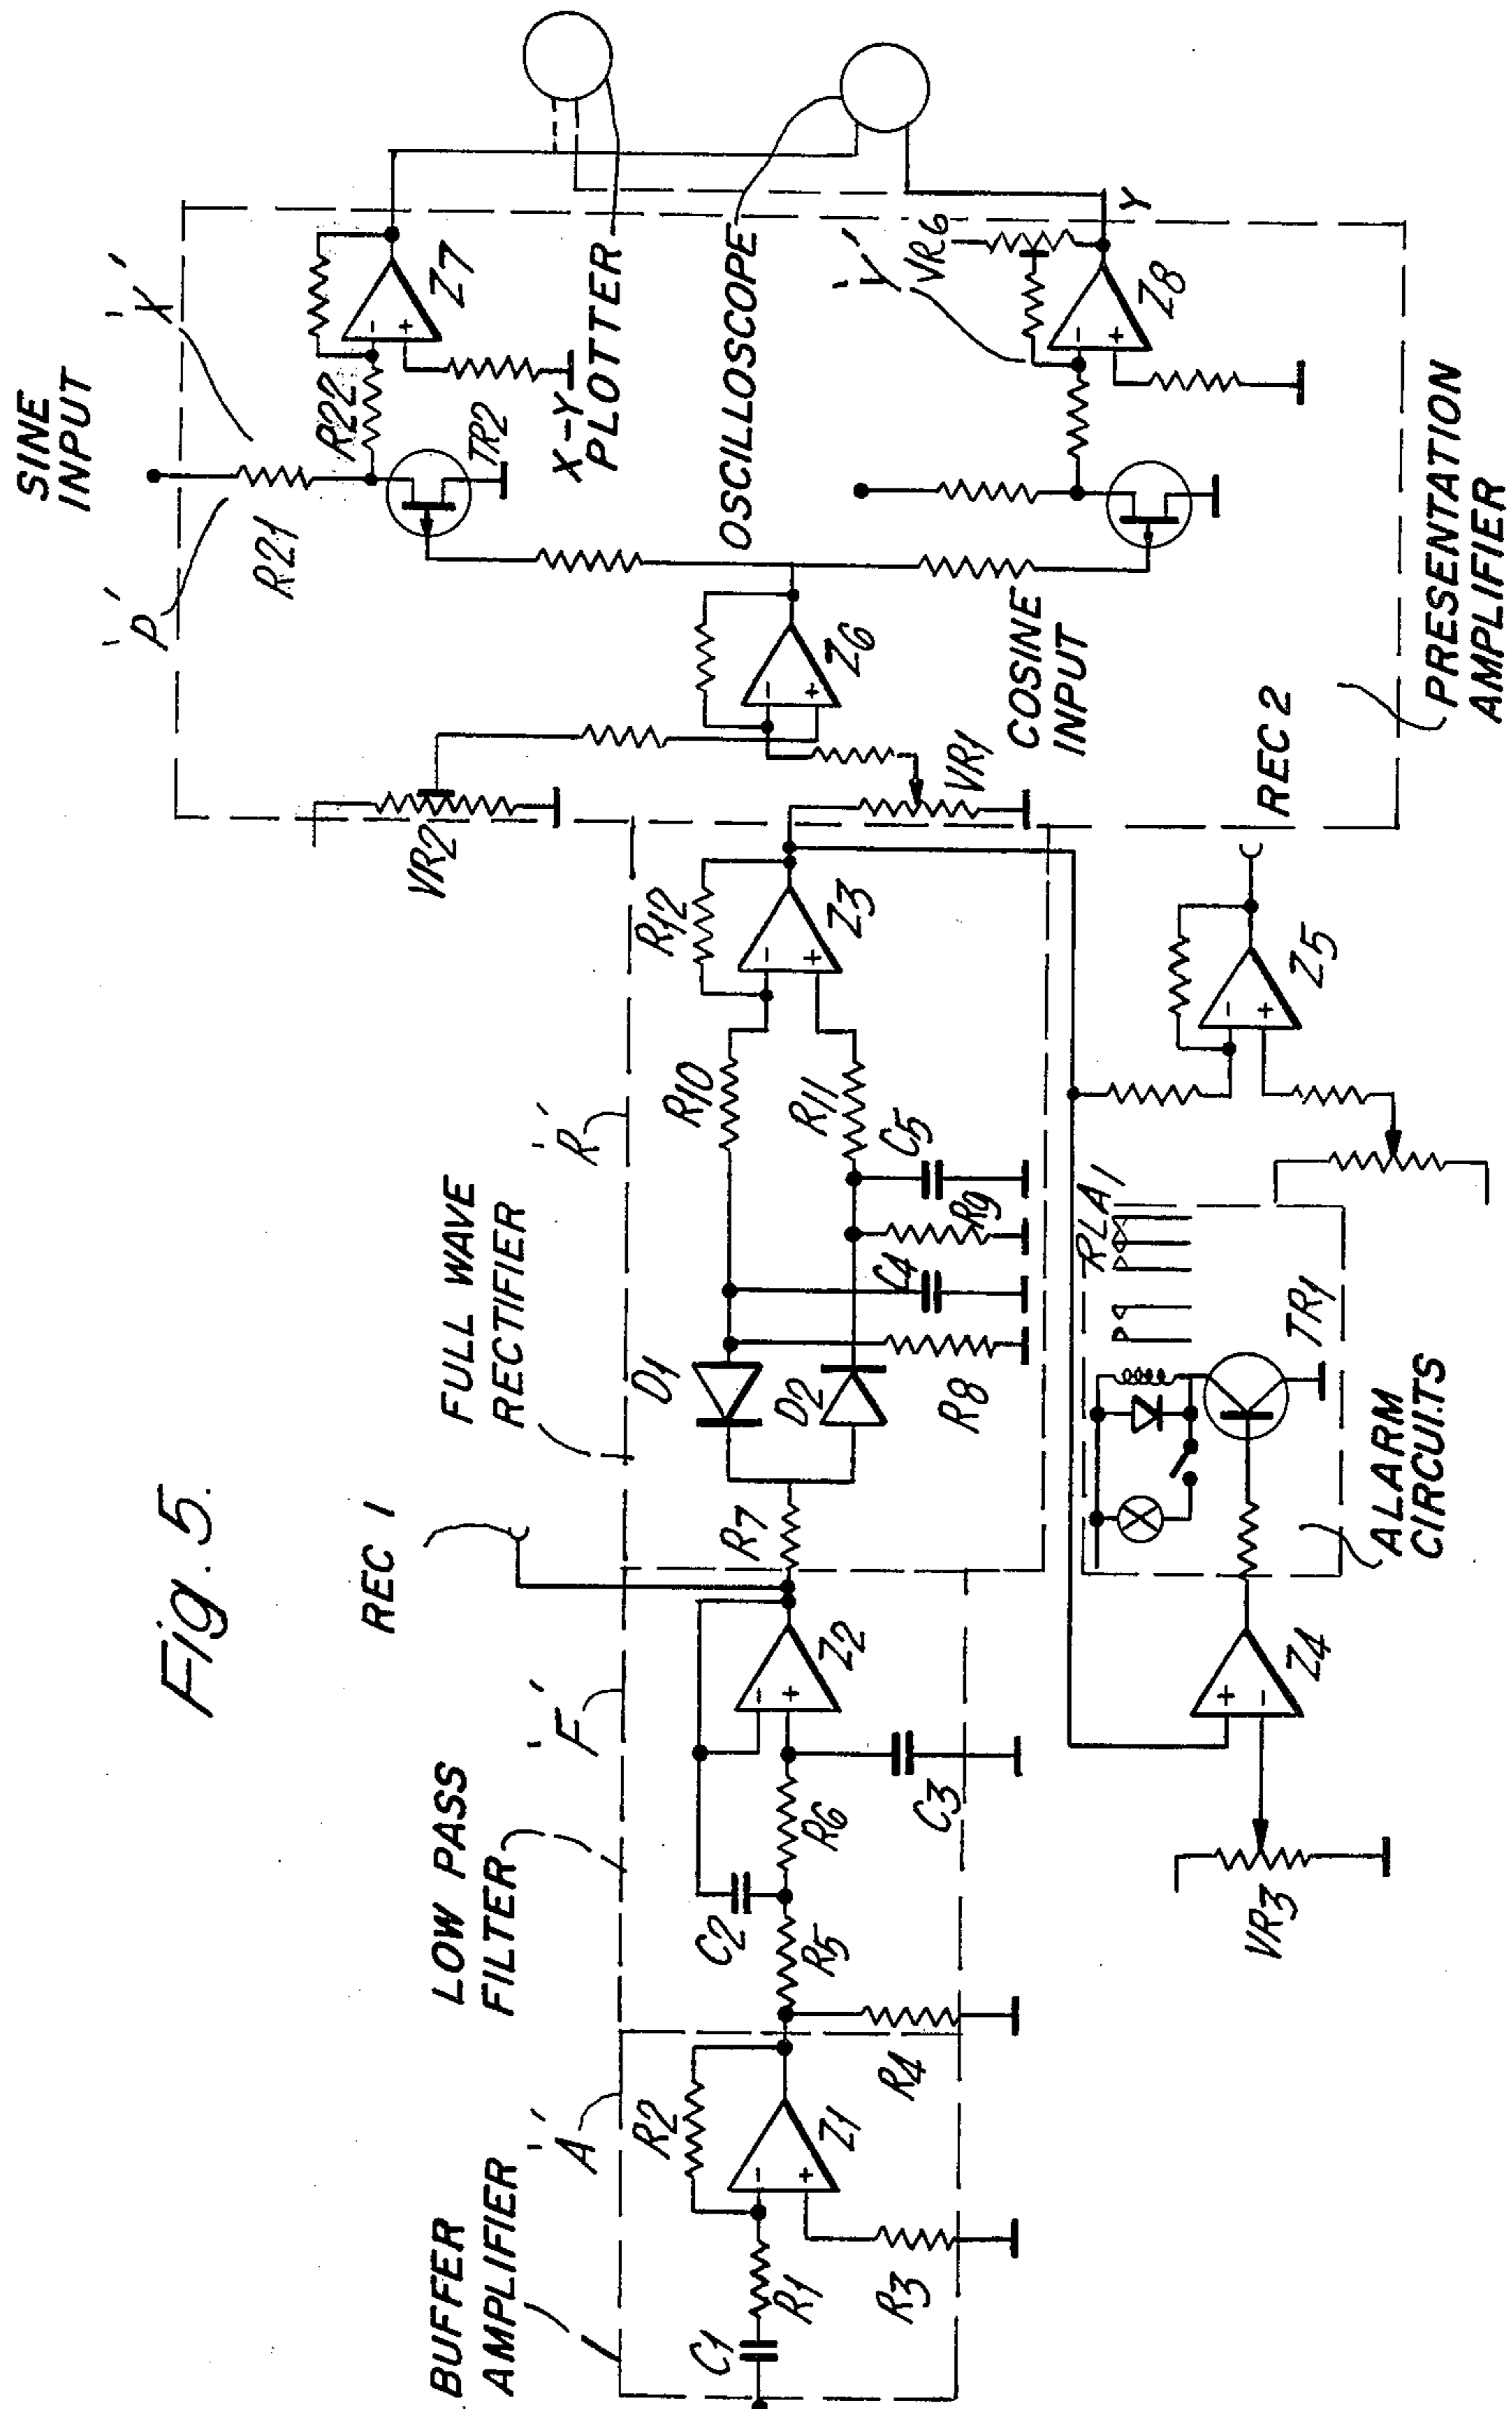 Fig. 5.
BUFFER
AMPLIFIER
'A'
LOW PASS
FILTER
'F'
REC 1
FULL WAVE
RECTIFIER
'R'
'P'
SINE
INPUT
'X'
C1
R1
R2
R3
Z1
-
+
R4
R5
C2
R6
C3
Z2
-
+
R7
D1
D2
R8
C4
R9
C5
R10
R11
R12
Z3
-
+
VR2
VR1
Z6
-
+
COSINE
INPUT
R21
R22
TR2
Z7
-
+
X-Y
PLOTTER
OSCILLOSCOPE
'Y'
VR6
Z8
-
+
Y
VR3
Z4
+
-
TR1
RLA1
ALARM
CIRCUITS
Z5
-
+
REC 2
PRESENTATION
AMPLIFIER